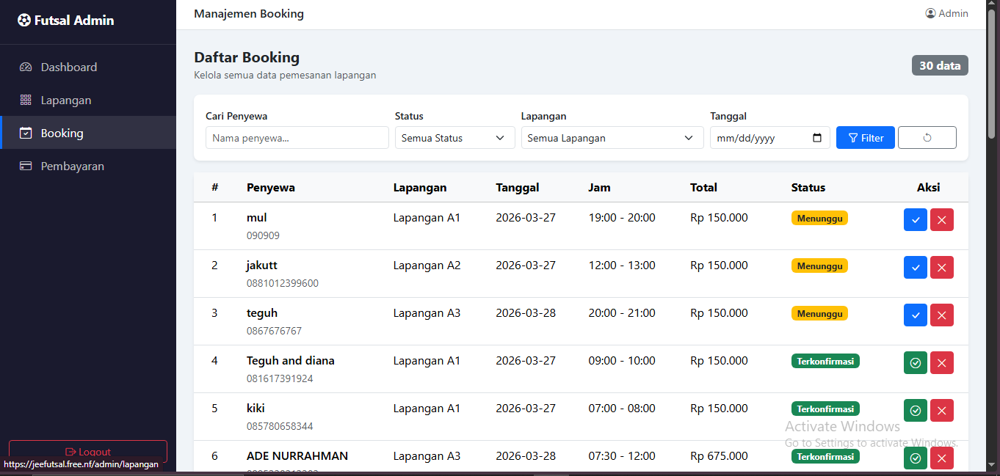 Futsal Admin
Manajemen Booking
Admin
Dashboard
Lapangan
Booking
Pembayaran
Logout
https://jeefutsal.free.nf/admin/lapangan
Daftar Booking
Kelola semua data pemesanan lapangan
30 data
Cari Penyewa Status Lapangan Tanggal
Nama penyewa... Semua Status Semua Lapangan mm/dd/yyyy Filter
# Penyewa Lapangan Tanggal Jam Total Status Aksi
1 mul Lapangan A1 2026-03-27 19:00 - 20:00 Rp 150.000 Menunggu
090909
2 jakutt Lapangan A2 2026-03-27 12:00 - 13:00 Rp 150.000 Menunggu
0881012399600
3 teguh Lapangan A3 2026-03-28 20:00 - 21:00 Rp 150.000 Menunggu
0867676767
4 Teguh and diana Lapangan A1 2026-03-27 09:00 - 10:00 Rp 150.000 Terkonfirmasi
081617391924
5 kiki Lapangan A1 2026-03-27 07:00 - 08:00 Rp 150.000 Terkonfirmasi
085780658344
Activate Windows
Go to Settings to activate Windows.
6 ADE NURRAHMAN Lapangan A3 2026-03-28 07:30 - 12:00 Rp 675.000 Terkonfirmasi